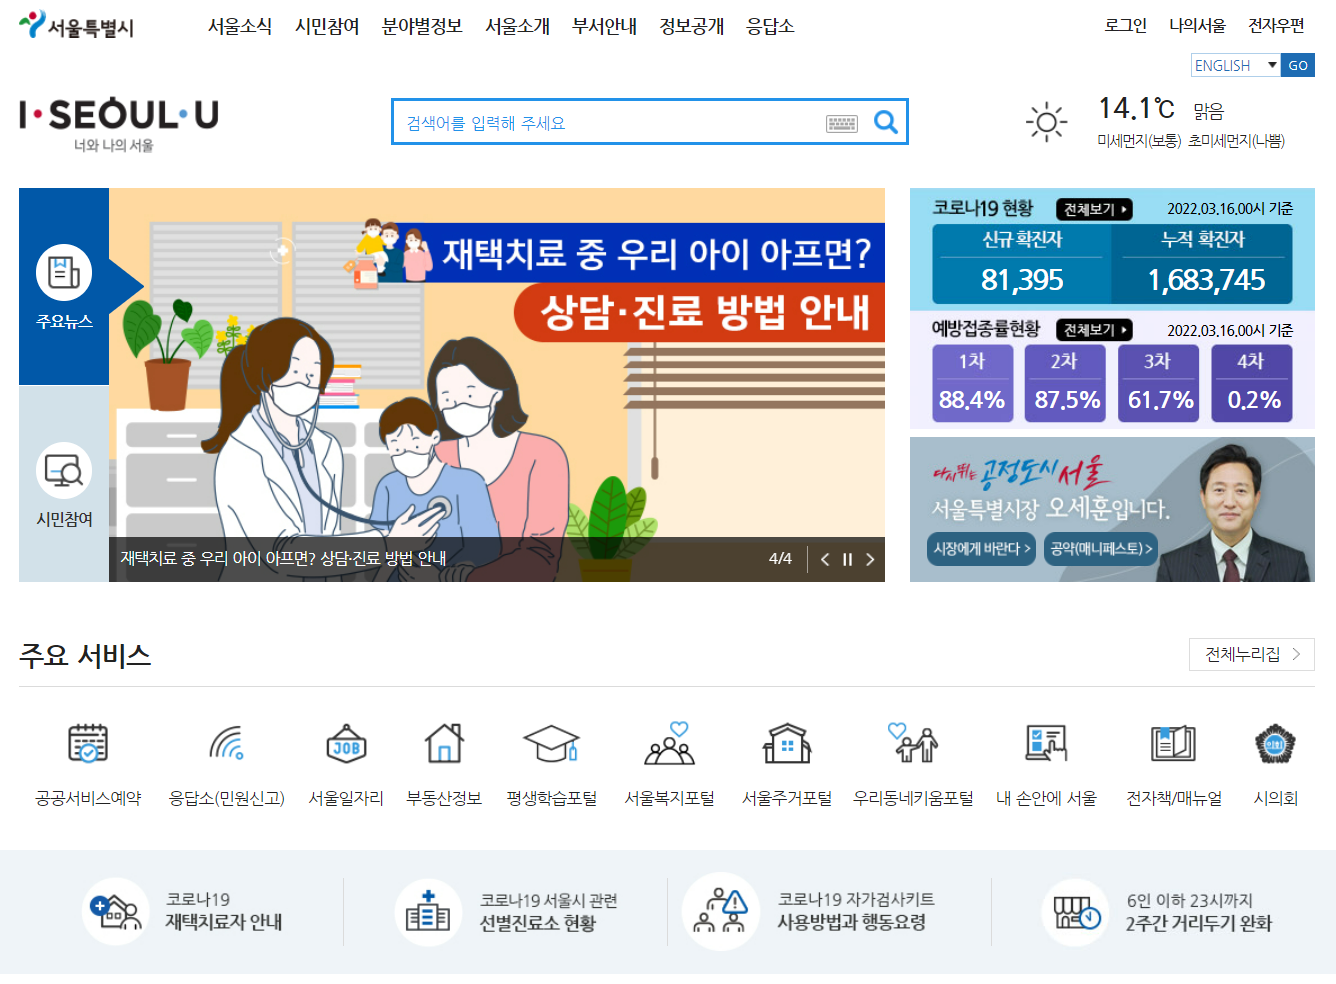 서울특별시
서울소식 시민참여 분야별정보 서울소개 부서안내 정보공개 응답소
로그인 나의서울 전자우편
ENGLISH GO
I·SEOUL·U
너와 나의 서울
검색어를 입력해 주세요
14.1℃ 맑음
미세먼지(보통) 초미세먼지(나쁨)
주요뉴스
시민참여
재택치료 중 우리 아이 아프면?
상담·진료 방법 안내
재택치료 중 우리 아이 아프면? 상담·진료 방법 안내
4/4
코로나19 현황 전체보기 2022.03.16.00시 기준
신규 확진자 누적 확진자
81,395 1,683,745
예방접종률현황 전체보기 2022.03.16.00시 기준
1차 2차 3차 4차
88.4% 87.5% 61.7% 0.2%
다시뛰는 공정도시 서울
서울특별시장 오세훈입니다.
시장에게 바란다 > 공약(매니페스토) >
주요 서비스
전체누리집
JOB
의회
공공서비스예약 응답소(민원신고) 서울일자리 부동산정보 평생학습포털 서울복지포털 서울주거포털 우리동네키움포털 내 손안에 서울 전자책/매뉴얼 시의회
코로나19
재택치료자 안내
코로나19 서울시 관련
선별진료소 현황
코로나19 자가검사키트
사용방법과 행동요령
6인 이하 23시까지
2주간 거리두기 완화